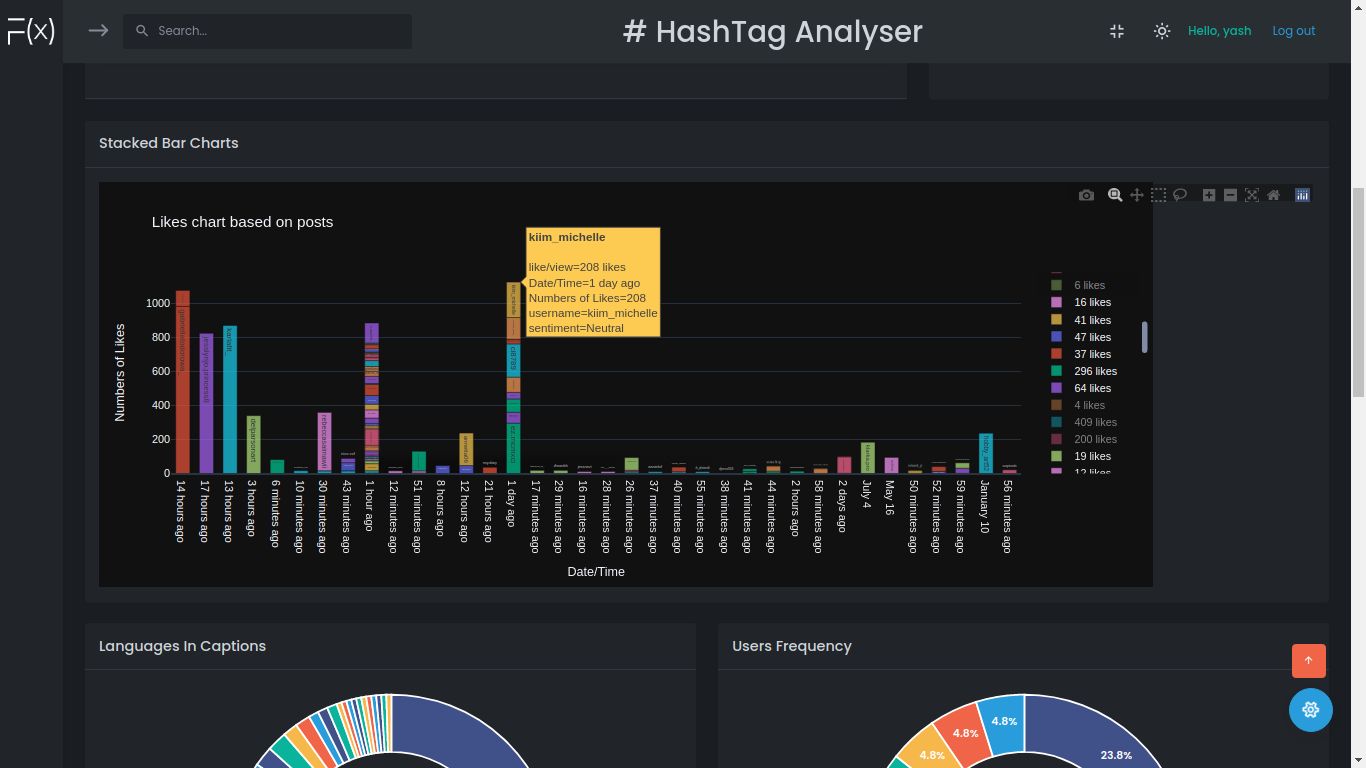 F(x)
Search...
# HashTag Analyser
Hello, yash
Log out
Stacked Bar Charts
Likes chart based on posts
kiim_michelle
like/view=208 likes
Date/Time=1 day ago
Numbers of Likes=208
username=kiim_michelle
sentiment=Neutral
1000
800
600
400
200
0
Numbers of Likes
14 hours ago
17 hours ago
13 hours ago
3 hours ago
6 minutes ago
10 minutes ago
30 minutes ago
43 minutes ago
1 hour ago
12 minutes ago
51 minutes ago
8 hours ago
12 hours ago
21 hours ago
1 day ago
17 minutes ago
29 minutes ago
16 minutes ago
28 minutes ago
26 minutes ago
37 minutes ago
40 minutes ago
55 minutes ago
38 minutes ago
41 minutes ago
44 minutes ago
2 hours ago
58 minutes ago
2 days ago
July 4
May 16
50 minutes ago
52 minutes ago
59 minutes ago
January 10
56 minutes ago
Date/Time
6 likes
16 likes
41 likes
47 likes
37 likes
296 likes
64 likes
4 likes
409 likes
200 likes
19 likes
12 likes
Languages In Captions
Users Frequency
4.8%
4.8%
4.8%
23.8%